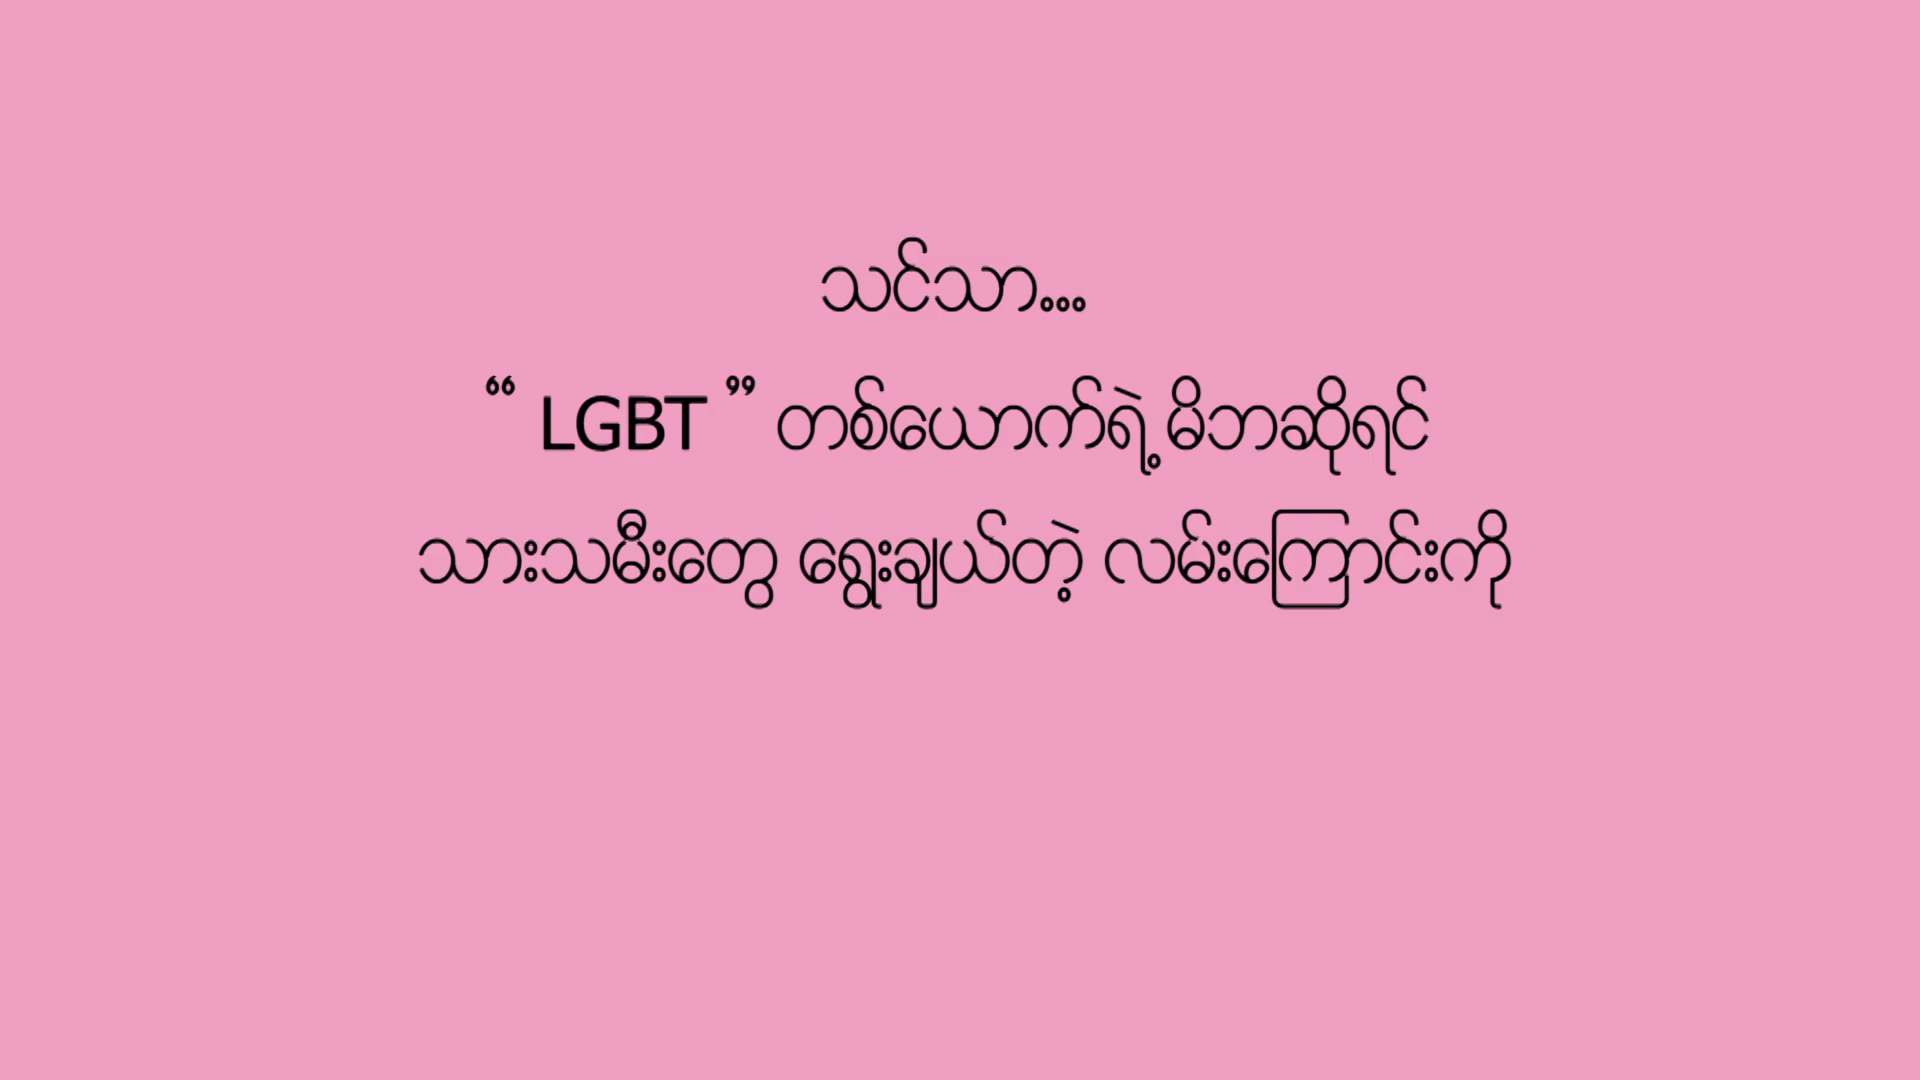 သင်သာ...
“ LGBT ” တစ်ယောက်ရဲ့မိဘဆိုရင်
သားသမီးတွေ ရွေးချယ်တဲ့ လမ်းကြောင်းကို